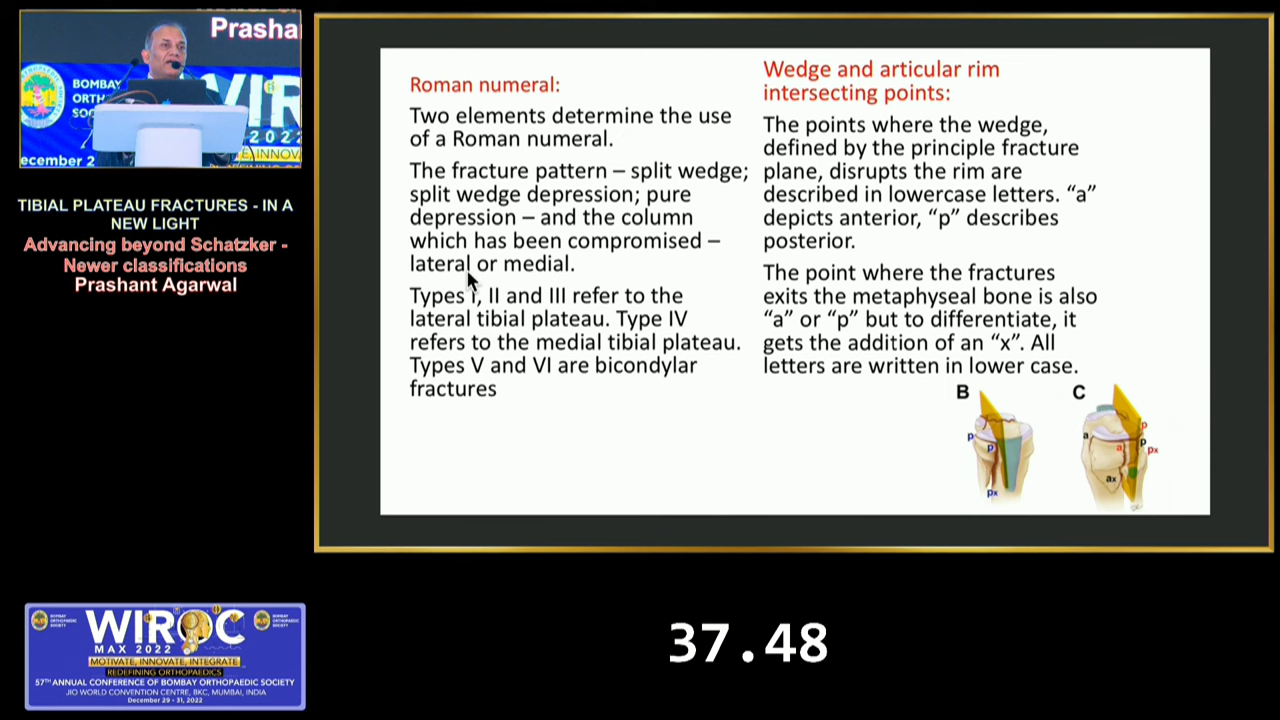 Prashan
BOMBAY
ORTH
SOC
WIR
2022
E, INNOV
ecember 2
TIBIAL PLATEAU FRACTURES - IN A
NEW LIGHT
Advancing beyond Schatzker -
Newer classifications
Prashant Agarwal
Roman numeral:
Two elements determine the use
of a Roman numeral.
The fracture pattern – split wedge;
split wedge depression; pure
depression – and the column
which has been compromised –
lateral or medial.
Types I, II and III refer to the
lateral tibial plateau. Type IV
refers to the medial tibial plateau.
Types V and VI are bicondylar
fractures
Wedge and articular rim
intersecting points:
The points where the wedge,
defined by the principle fracture
plane, disrupts the rim are
described in lowercase letters. “a”
depicts anterior, “p” describes
posterior.
The point where the fractures
exits the metaphyseal bone is also
“a” or “p” but to differentiate, it
gets the addition of an “x”. All
letters are written in lower case.
B
p
p
px
C
a
p
a
p
px
ax
BOMBAY
ORTHOPAEDIC
SOCIETY
WIROC
MAX 2022
BOMBAY
ORTHOPAEDIC
SOCIETY
MOTIVATE, INNOVATE, INTEGRATE
REDEFINING ORTHOPAEDICS
57TH ANNUAL CONFERENCE OF BOMBAY ORTHOPAEDIC SOCIETY
JIO WORLD CONVENTION CENTRE, BKC, MUMBAI, INDIA
December 29 - 31, 2022
37.48